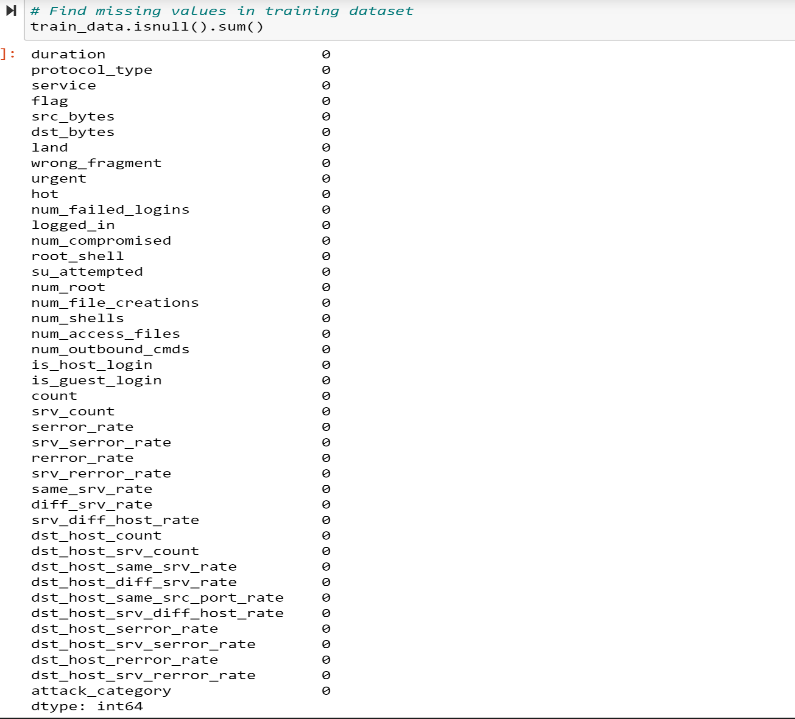 # Find missing values in training dataset
train_data.isnull().sum()
]: duration 0
protocol_type 0
service 0
flag 0
src_bytes 0
dst_bytes 0
land 0
wrong_fragment 0
urgent 0
hot 0
num_failed_logins 0
logged_in 0
num_compromised 0
root_shell 0
su_attempted 0
num_root 0
num_file_creations 0
num_shells 0
num_access_files 0
num_outbound_cmds 0
is_host_login 0
is_guest_login 0
count 0
srv_count 0
serror_rate 0
srv_serror_rate 0
rerror_rate 0
srv_rerror_rate 0
same_srv_rate 0
diff_srv_rate 0
srv_diff_host_rate 0
dst_host_count 0
dst_host_srv_count 0
dst_host_same_srv_rate 0
dst_host_diff_srv_rate 0
dst_host_same_src_port_rate 0
dst_host_srv_diff_host_rate 0
dst_host_serror_rate 0
dst_host_srv_serror_rate 0
dst_host_rerror_rate 0
dst_host_srv_rerror_rate 0
attack_category 0
dtype: int64